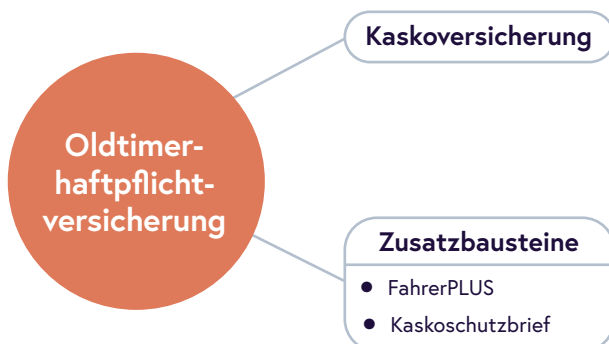 Kaskoversicherung
Oldtimer-
haftpflicht-
versicherung
Zusatzbausteine
• FahrerPLUS
• Kaskoschutzbrief